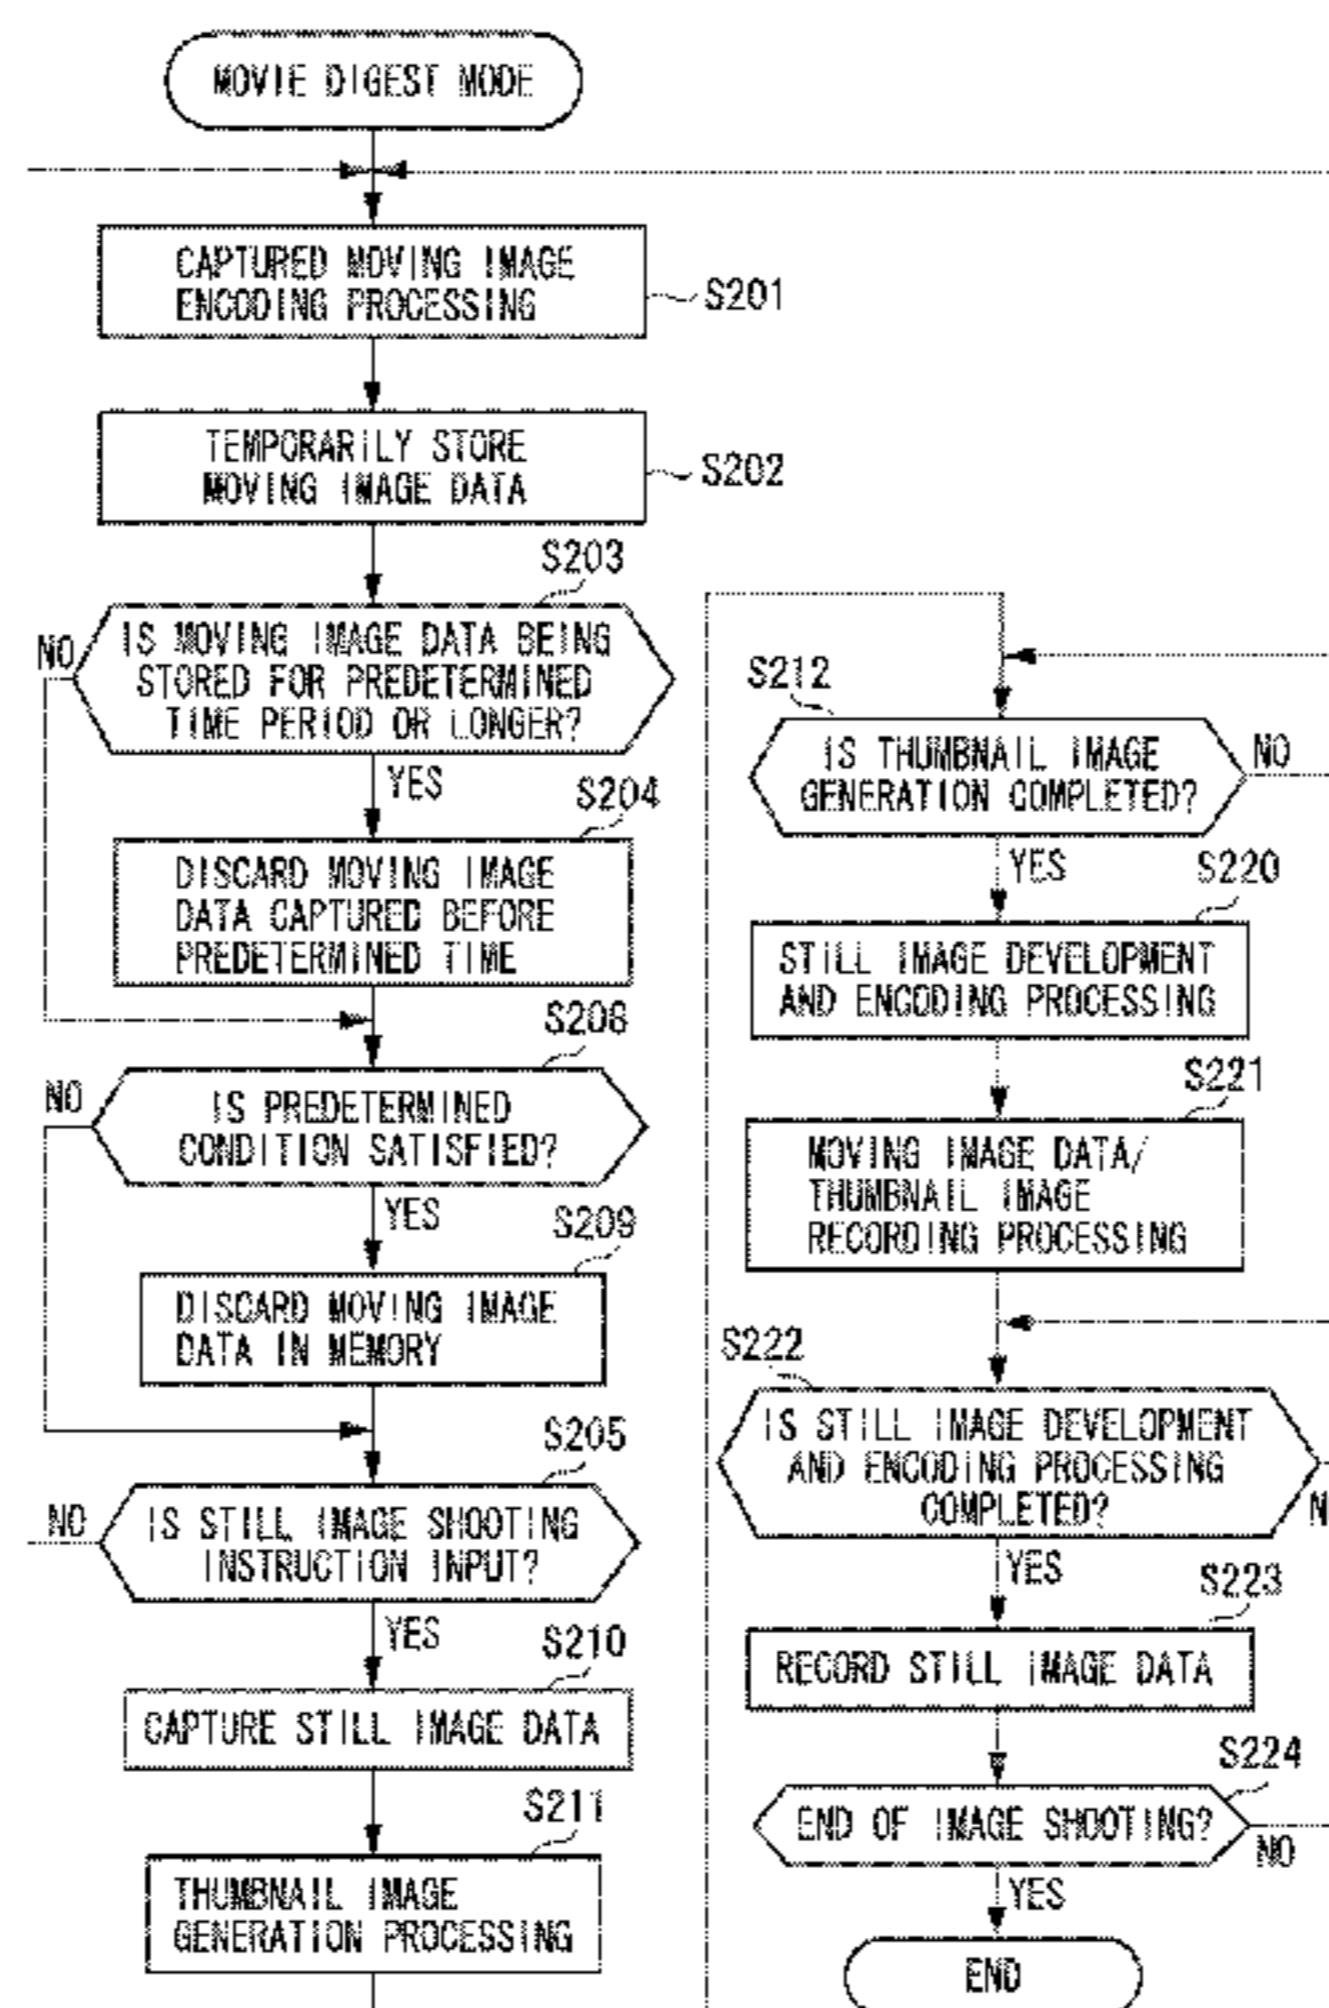 MOVIE DIGEST MODE
CAPTURED MOVING IMAGE
ENCODING PROCESSING
S201
TEMPORARILY STORE
MOVING IMAGE DATA
S202
S203
NO
IS MOVING IMAGE DATA BEING
STORED FOR PREDETERMINED
TIME PERIOD OR LONGER?
YES
S204
DISCARD MOVING IMAGE
DATA CAPTURED BEFORE
PREDETERMINED TIME
S208
NO
IS PREDETERMINED
CONDITION SATISFIED?
YES
S209
DISCARD MOVING IMAGE
DATA IN MEMORY
S205
NO
IS STILL IMAGE SHOOTING
INSTRUCTION INPUT?
YES
S210
CAPTURE STILL IMAGE DATA
S211
THUMBNAIL IMAGE
GENERATION PROCESSING
S212
IS THUMBNAIL IMAGE
GENERATION COMPLETED?
NO
YES
S220
STILL IMAGE DEVELOPMENT
AND ENCODING PROCESSING
S221
MOVING IMAGE DATA/
THUMBNAIL IMAGE
RECORDING PROCESSING
S222
IS STILL IMAGE DEVELOPMENT
AND ENCODING PROCESSING
COMPLETED?
N
YES
S223
RECORD STILL IMAGE DATA
S224
END OF IMAGE SHOOTING?
NO
YES
END